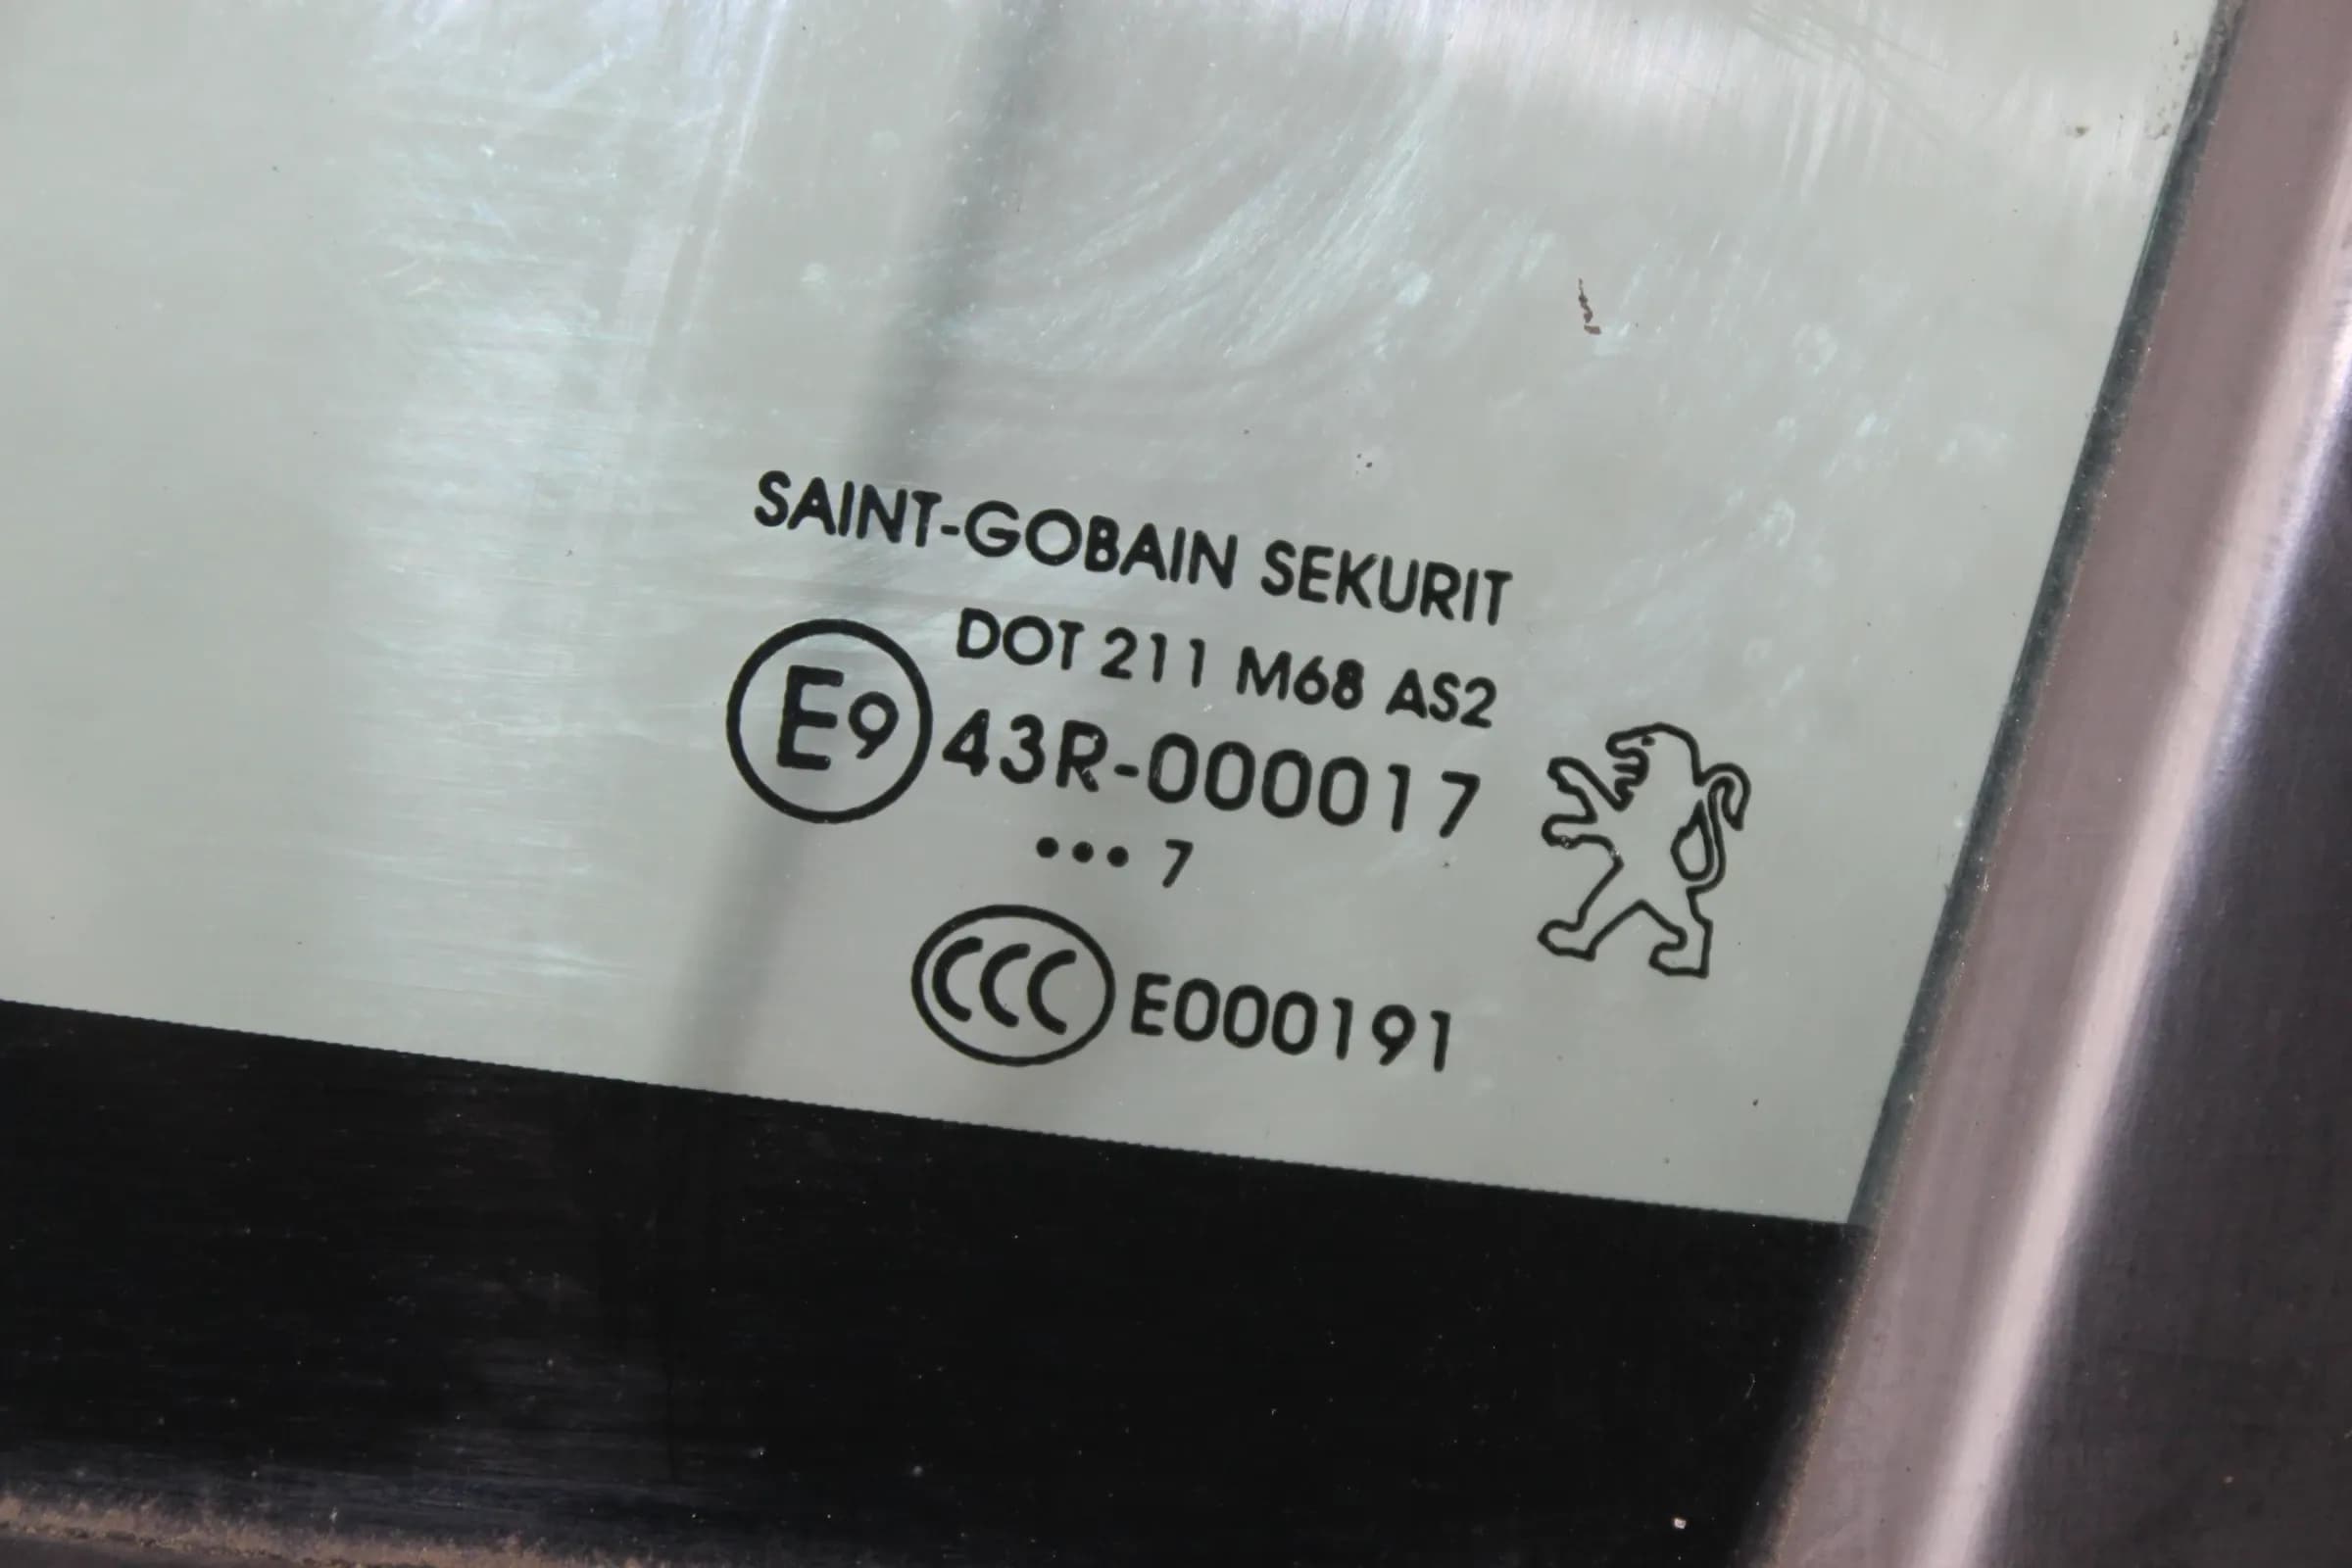 SAINT-GOBAIN SEKURIT
DOT 211 M68 AS2
E9 43R-000017
••• 7
CCC E000191